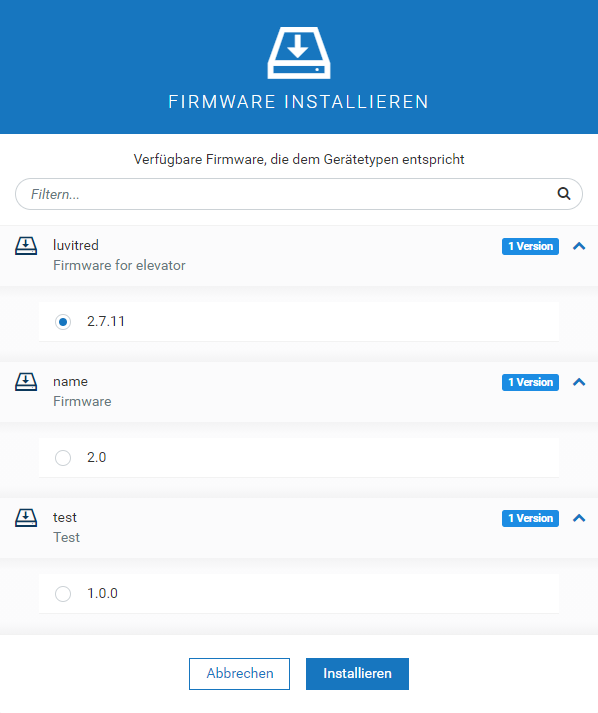 FIRMWARE INSTALLIEREN
Verfügbare Firmware, die dem Gerätetypen entspricht
Filtern...
luvitred
1 Version
Firmware for elevator
2.7.11
name
1 Version
Firmware
2.0
test
1 Version
Test
1.0.0
Abbrechen
Installieren